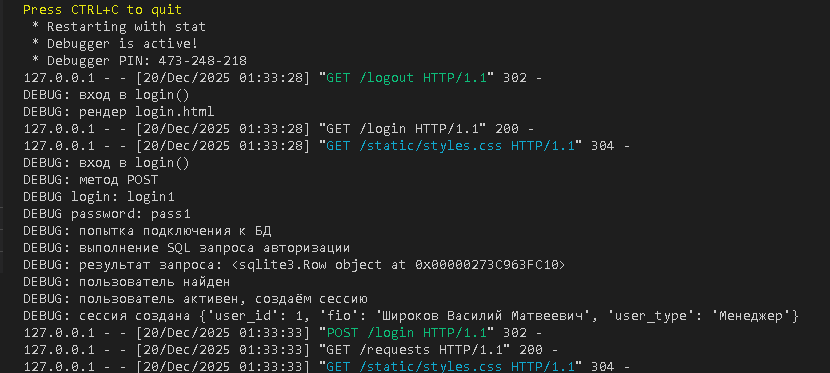 Press CTRL+C to quit
* Restarting with stat
* Debugger is active!
* Debugger PIN: 473-248-218
127.0.0.1 - - [20/Dec/2025 01:33:28] "GET /logout HTTP/1.1" 302 -
DEBUG: вход в login()
DEBUG: рендер login.html
127.0.0.1 - - [20/Dec/2025 01:33:28] "GET /login HTTP/1.1" 200 -
127.0.0.1 - - [20/Dec/2025 01:33:28] "GET /static/styles.css HTTP/1.1" 304 -
DEBUG: вход в login()
DEBUG: метод POST
DEBUG login: login1
DEBUG password: pass1
DEBUG: попытка подключения к БД
DEBUG: выполнение SQL запроса авторизации
DEBUG: результат запроса: <sqlite3.Row object at 0x00000273C963FC10>
DEBUG: пользователь найден
DEBUG: пользователь активен, создаём сессию
DEBUG: сессия создана {'user_id': 1, 'fio': 'Широков Василий Матвеевич', 'user_type': 'Менеджер'}
127.0.0.1 - - [20/Dec/2025 01:33:33] "POST /login HTTP/1.1" 302 -
127.0.0.1 - - [20/Dec/2025 01:33:33] "GET /requests HTTP/1.1" 200 -
127.0.0.1 - - [20/Dec/2025 01:33:33] "GET /static/styles.css HTTP/1.1" 304 -